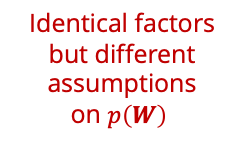 Identical factors
but different
assumptions
on p(W)